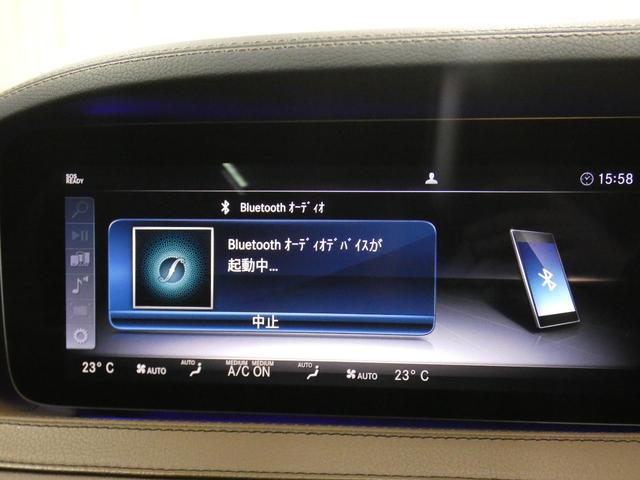 SOS
READY
15:58
Bluetooth ｵｰﾃﾞｨｵ
Bluetooth ｵｰﾃﾞｨｵﾃﾞﾊﾞｲｽが
起動中...
中止
23°C
AUTO
AUTO
MEDIUM MEDIUM
A/C ON
AUTO
AUTO
23°C